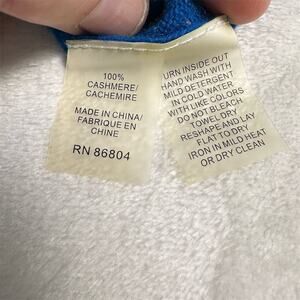 100%
CASHMERE/
CACHEMIRE
MADE IN CHINA/
FABRIQUE EN
CHINE
RN 86804
URN INSIDE OUT
HAND WASH WITH
MILD DETERGENT
IN COLD WATER
WITH LIKE COLORS
DO NOT BLEACH
TOWEL DRY
RESHAPE AND LAY
FLAT TO DRY
IRON IN MILD HEAT
OR DRY CLEAN